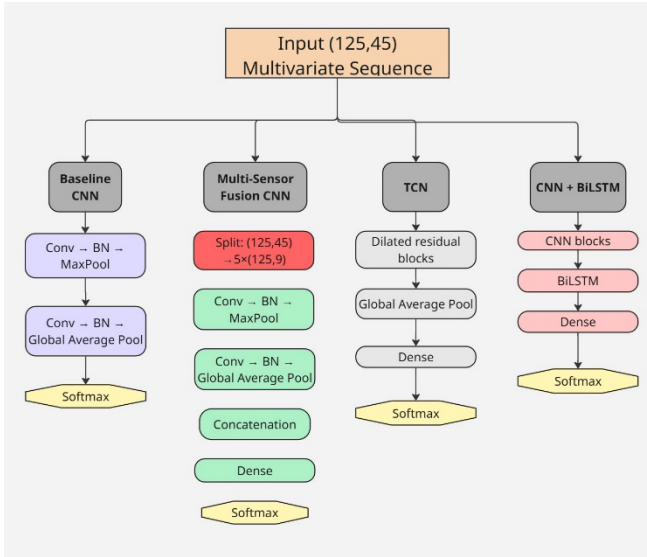 Input (125,45)
Multivariate Sequence
Baseline
CNN
Conv → BN →
MaxPool
Conv → BN →
Global Average Pool
Softmax
Multi-Sensor
Fusion CNN
Split: (125,45)
→5×(125,9)
Conv → BN →
MaxPool
Conv → BN →
Global Average Pool
Concatenation
Dense
Softmax
TCN
Dilated residual
blocks
Global Average Pool
Dense
Softmax
CNN + BiLSTM
CNN blocks
BiLSTM
Dense
Softmax